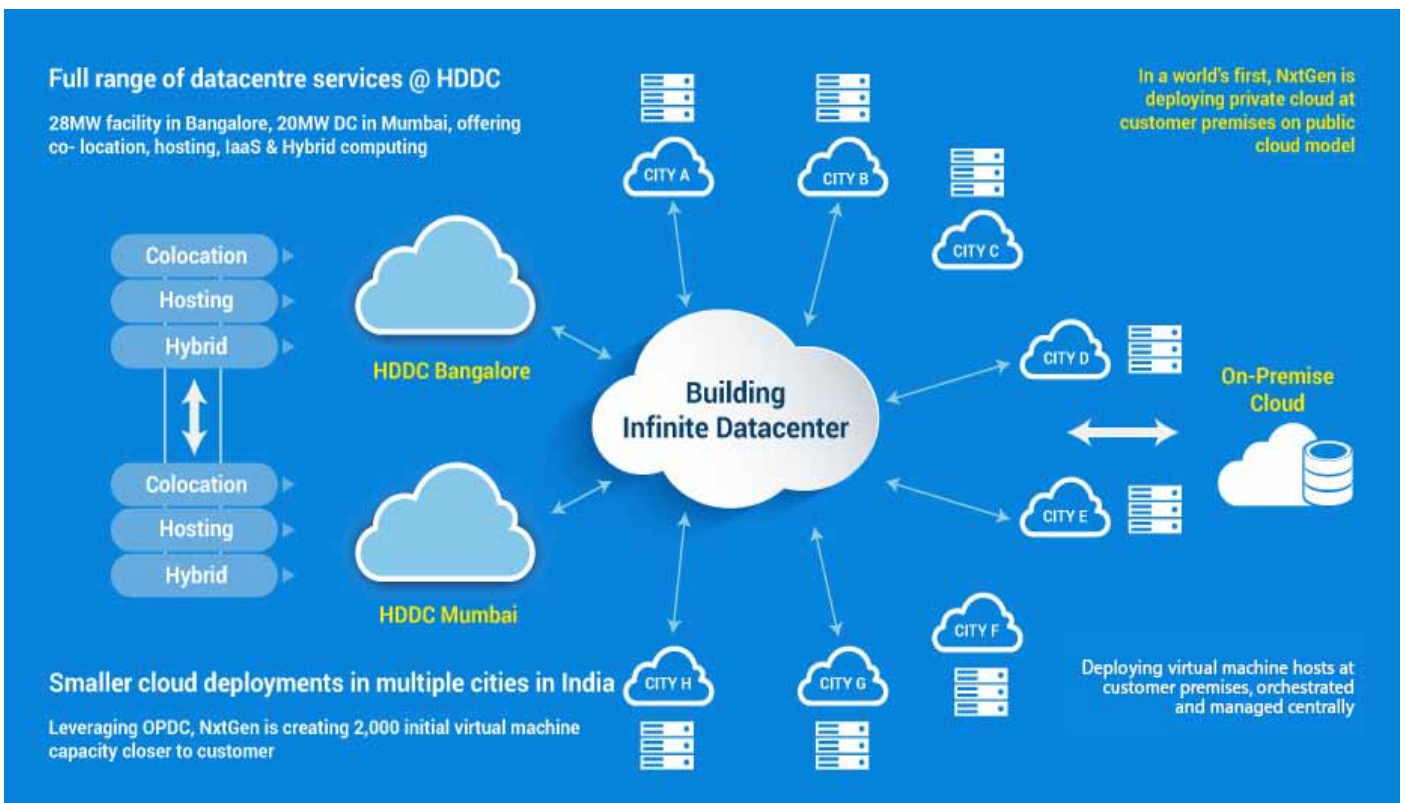 Full range of datacentre services @ HDDC
28MW facility in Bangalore, 20MW DC in Mumbai, offering
co- location, hosting, IaaS & Hybrid computing
In a world's first, NxtGen is
deploying private cloud at
customer premises on public
cloud model
CITY A
CITY B
CITY C
Colocation
Hosting
Hybrid
HDDC Bangalore
Building
Infinite Datacenter
CITY D
On-Premise
Cloud
Colocation
Hosting
Hybrid
HDDC Mumbai
CITY E
CITY F
CITY G
CITY H
Smaller cloud deployments in multiple cities in India
Leveraging OPDC, NxtGen is creating 2,000 initial virtual machine
capacity closer to customer
Deploying virtual machine hosts at
customer premises, orchestrated
and managed centrally